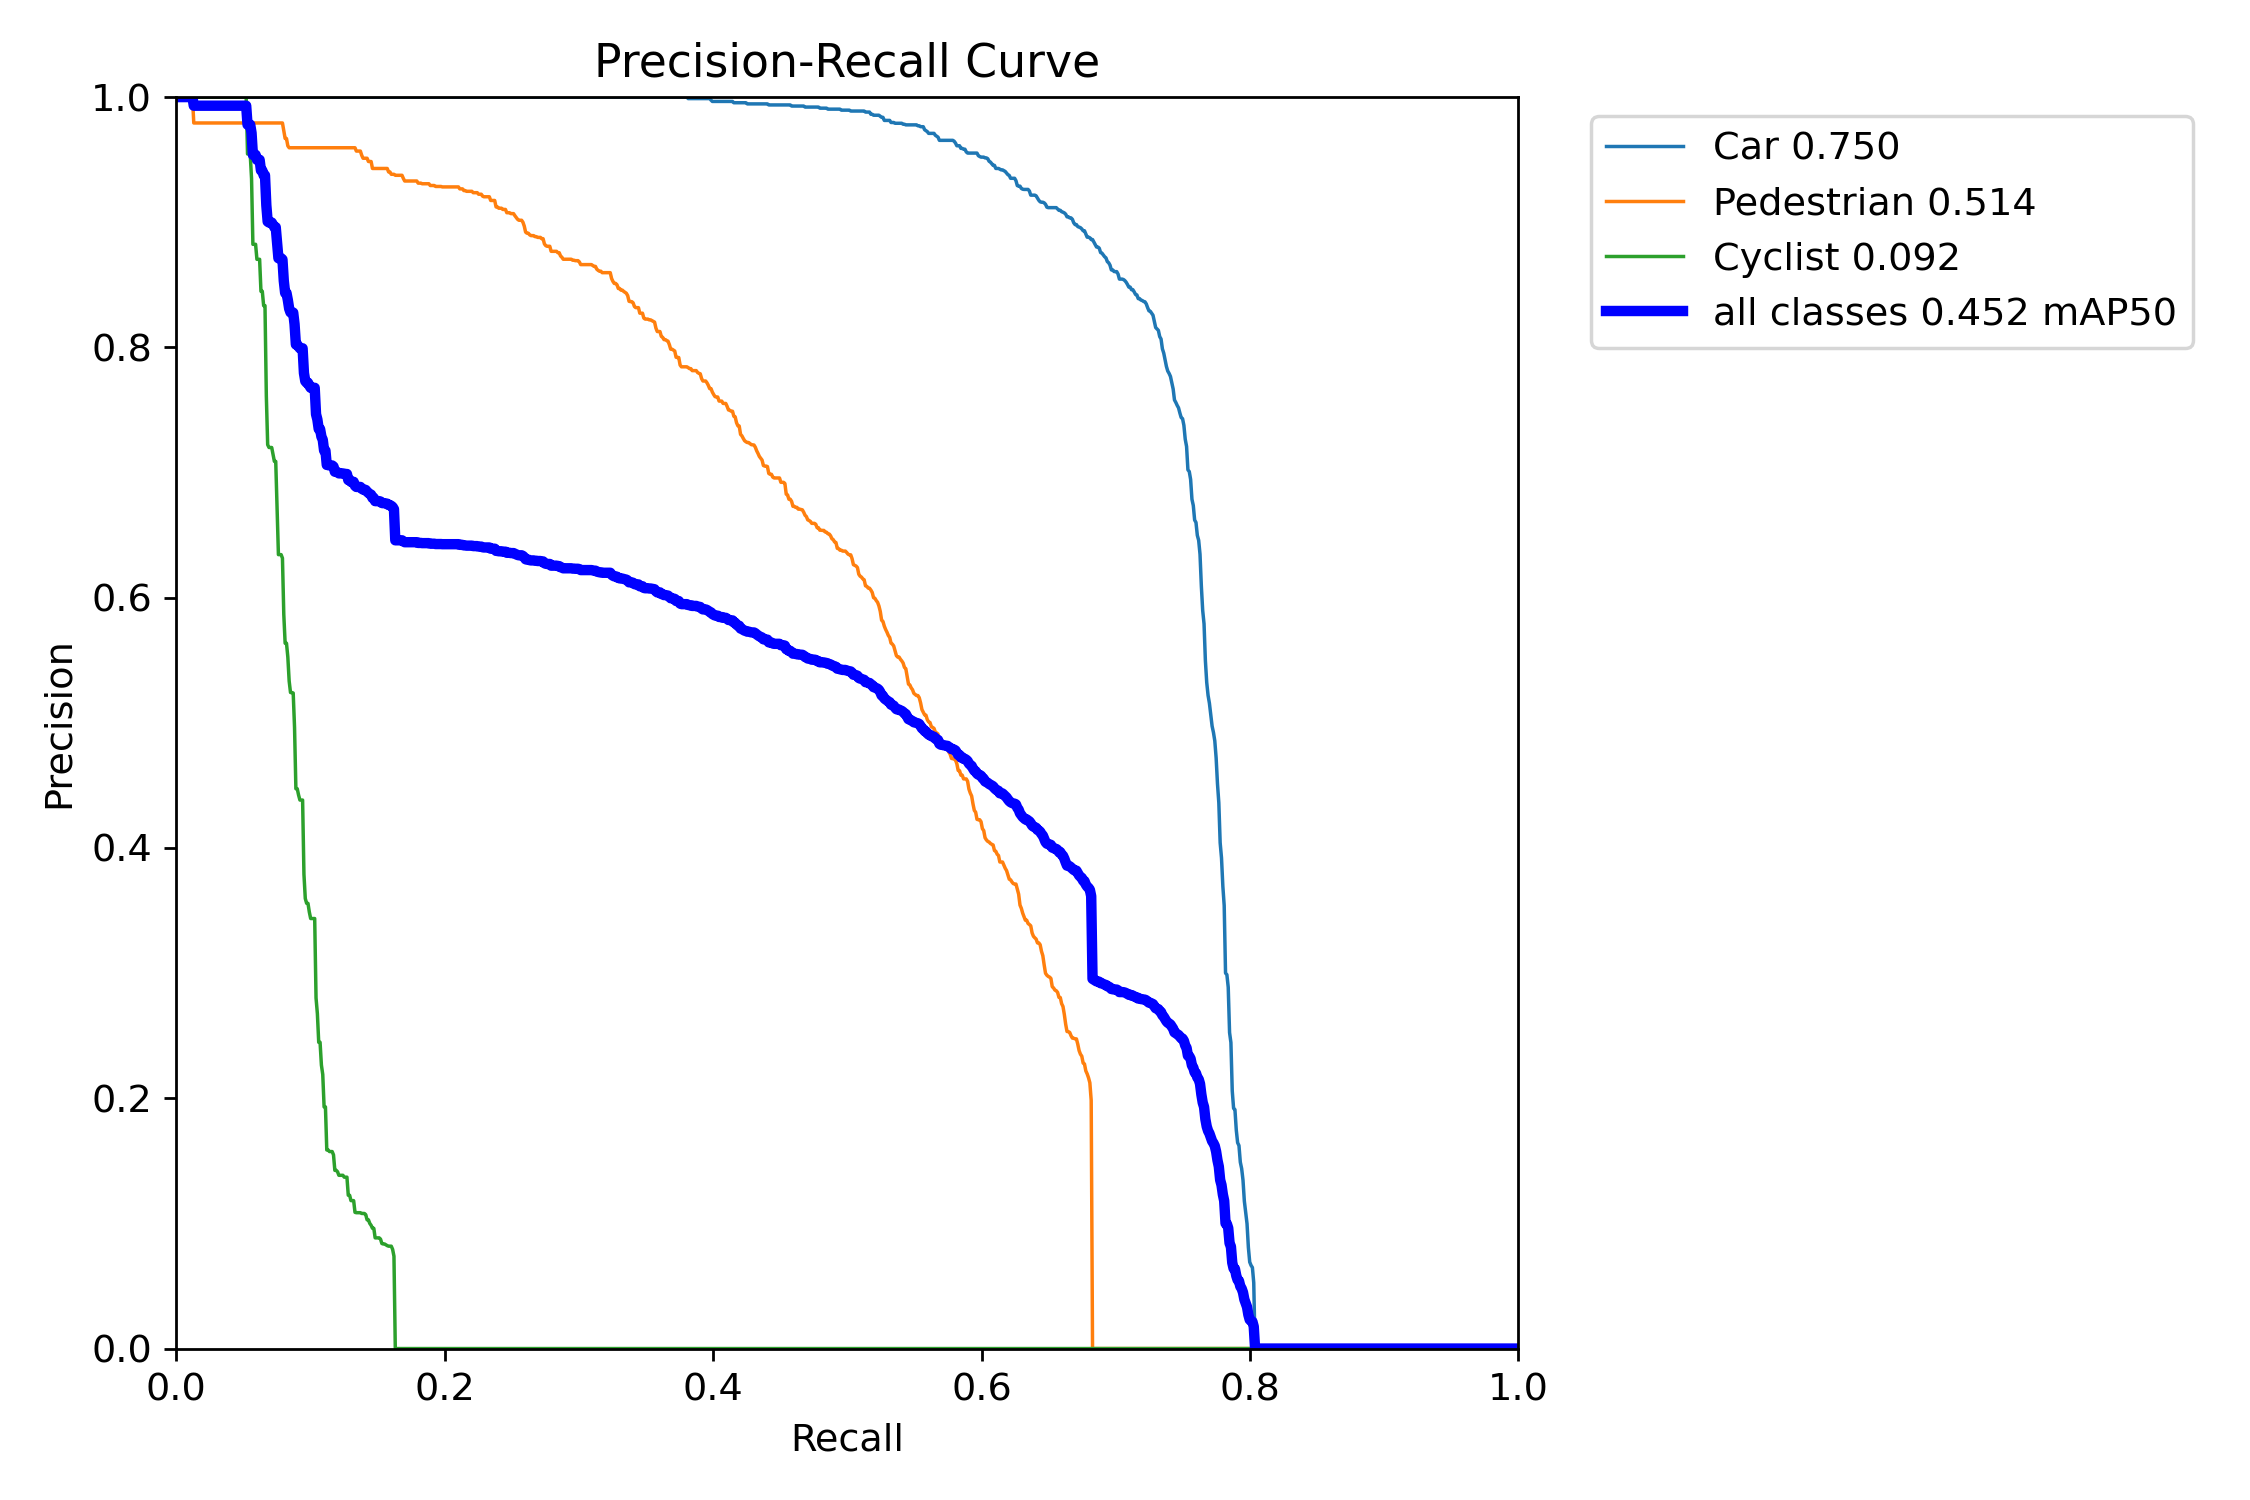 Precision-Recall Curve
1.0
0.8
0.6
0.4
0.2
0.0
Precision
0.0 0.2 0.4 0.6 0.8 1.0
Recall
Car 0.750
Pedestrian 0.514
Cyclist 0.092
all classes 0.452 mAP50